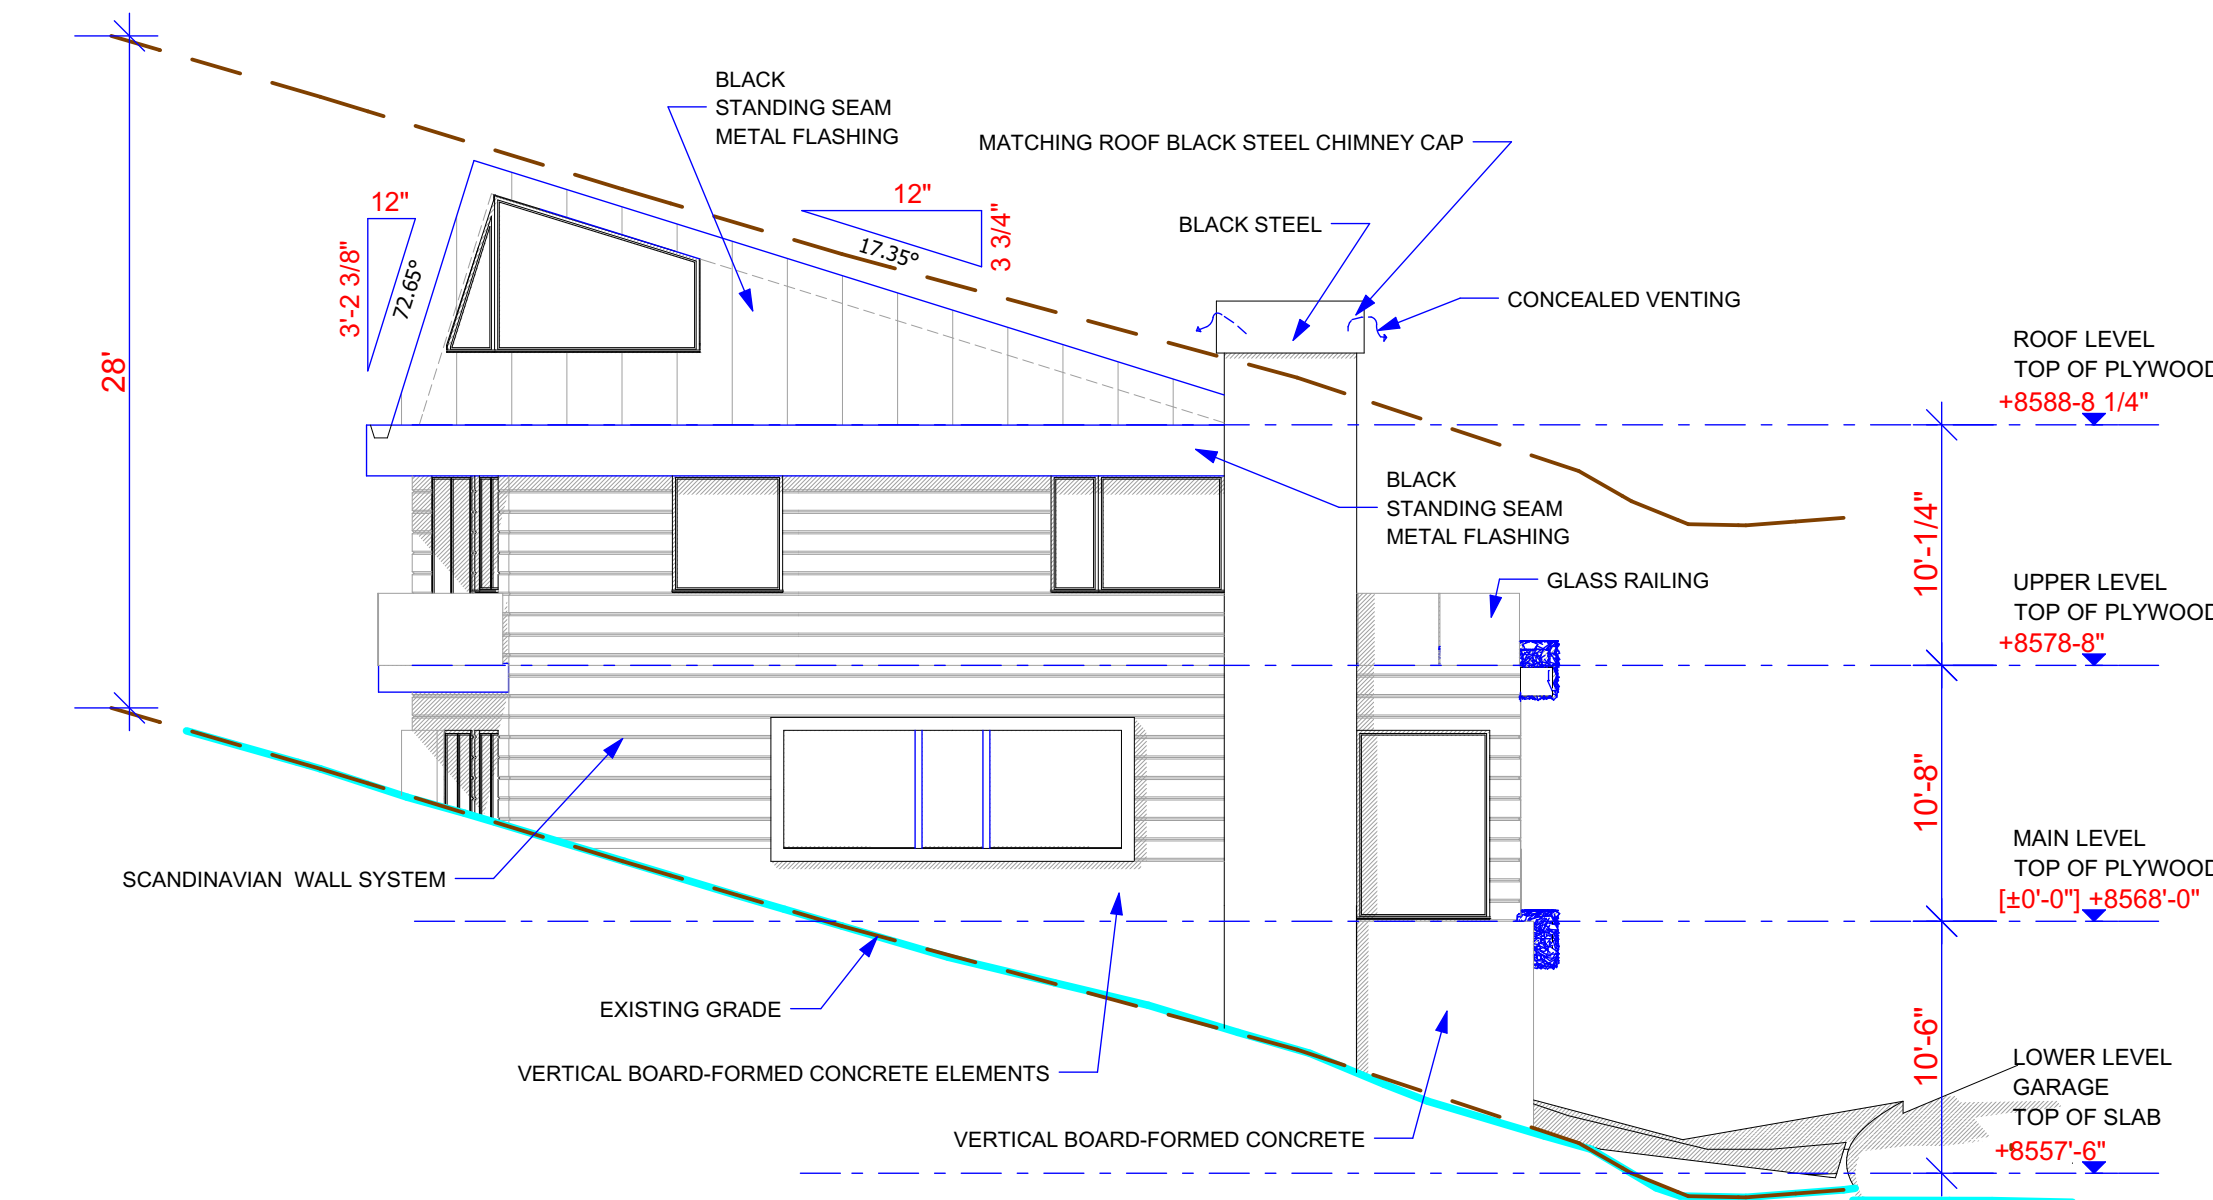 BLACK
STANDING SEAM
METAL FLASHING
MATCHING ROOF BLACK STEEL CHIMNEY CAP
12"
12"
3'-2 3/8"
72.65°
17.35°
3 3/4"
BLACK STEEL
CONCEALED VENTING
28'
ROOF LEVEL
TOP OF PLYWOOD
+8588-8 1/4"
BLACK
STANDING SEAM
METAL FLASHING
10'-1/4"
GLASS RAILING
UPPER LEVEL
TOP OF PLYWOOD
+8578-8"
10'-8"
MAIN LEVEL
TOP OF PLYWOOD
[±0'-0"] +8568'-0"
SCANDINAVIAN WALL SYSTEM
EXISTING GRADE
VERTICAL BOARD-FORMED CONCRETE ELEMENTS
10'-6"
LOWER LEVEL
GARAGE
TOP OF SLAB
+8557'-6"
VERTICAL BOARD-FORMED CONCRETE